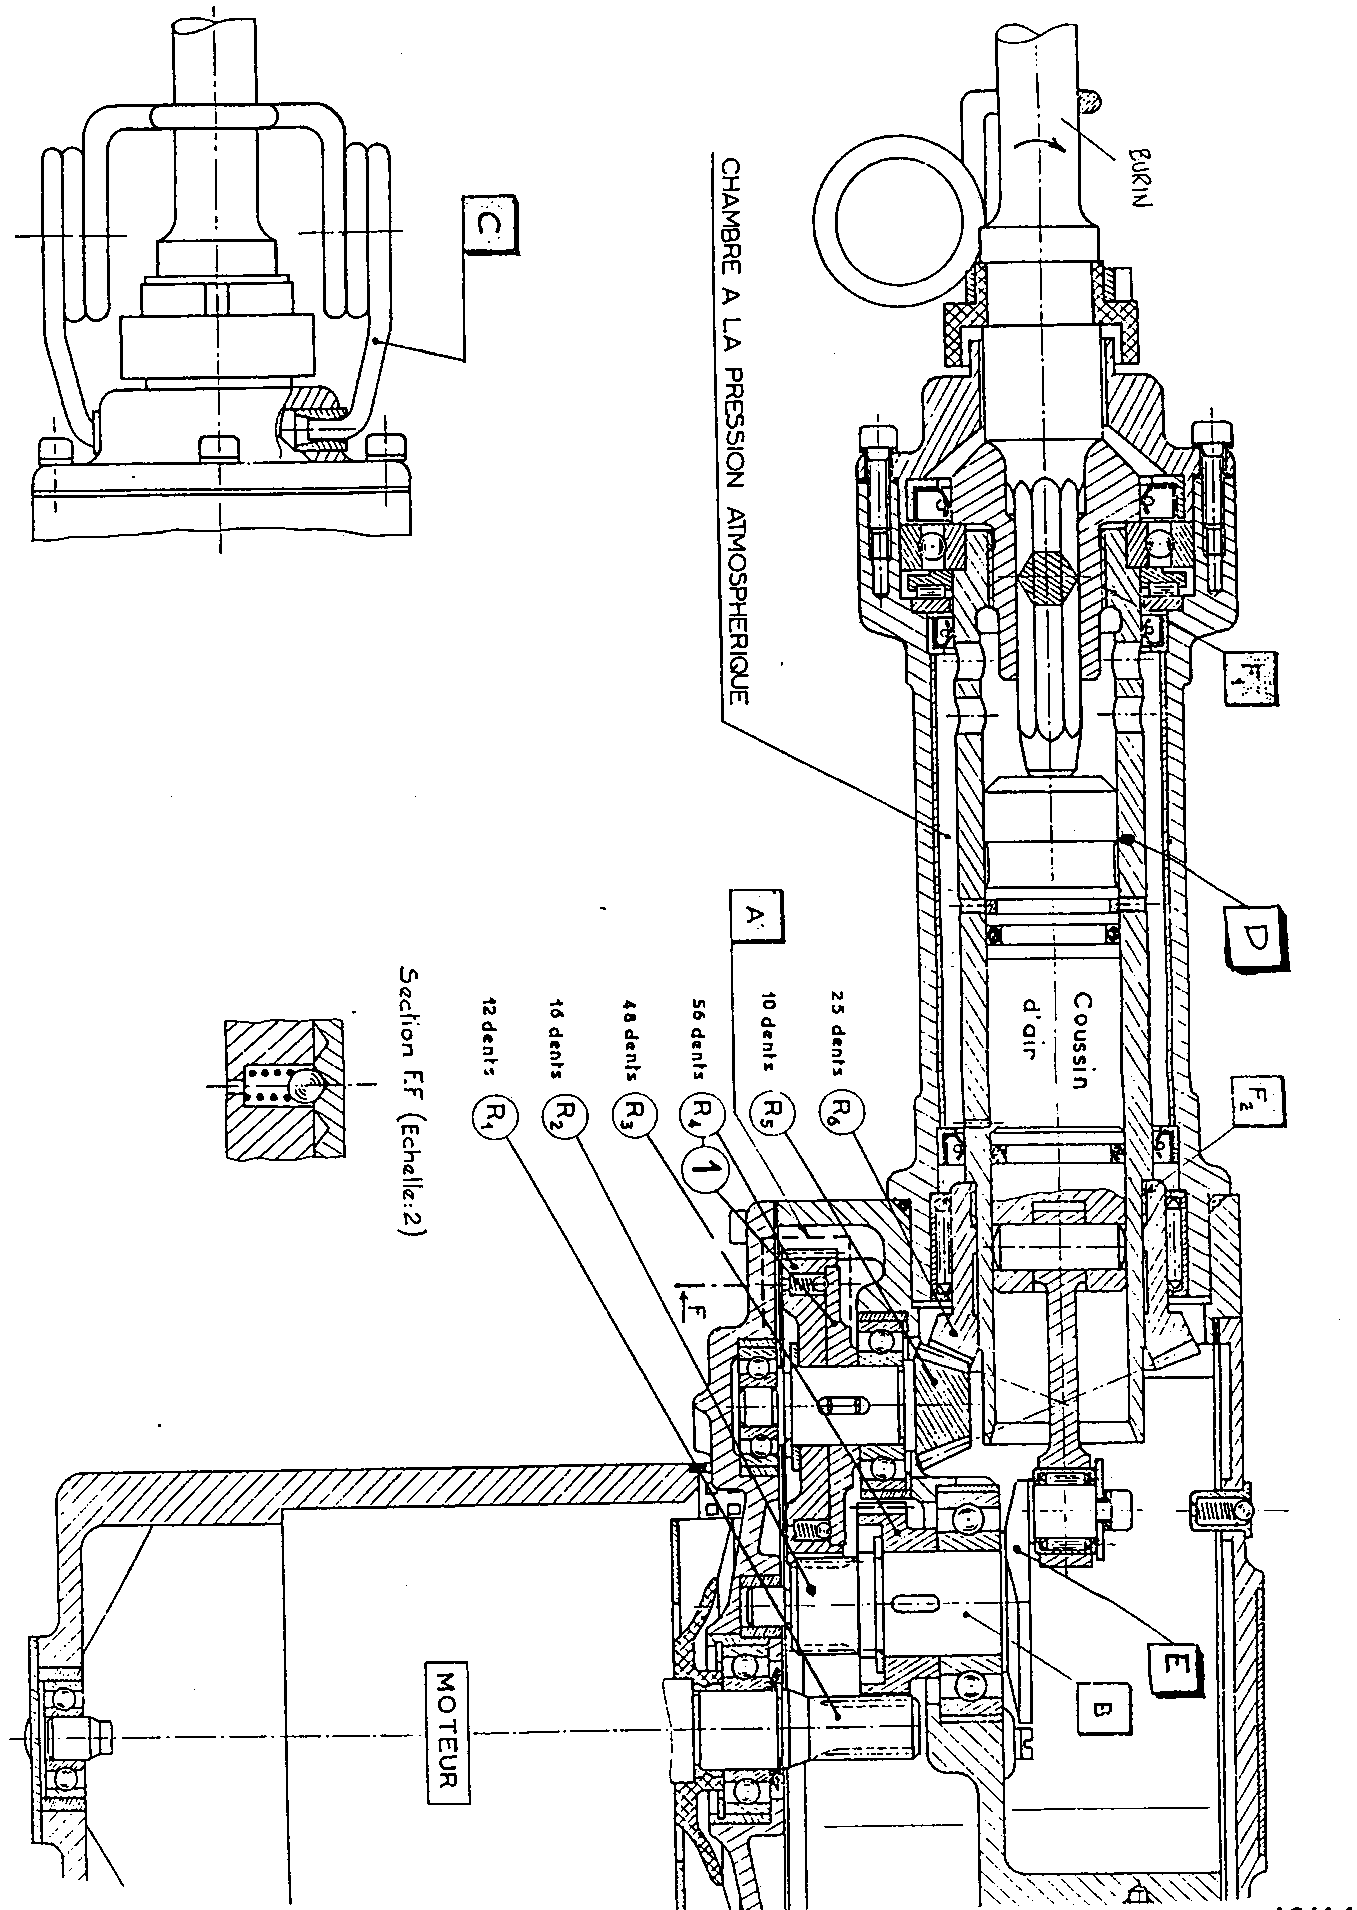 BURIN
C
CHAMBRE A LA PRESSION ATMOSPHERIQUE
F1
D
A
Coussin
d'air
F2
25 dents R6
10 dents R5
56 dents R4
1
48 dents R3
16 dents R2
12 dents R1
Section F.F (Echelle:2)
F
E
B
MOTEUR